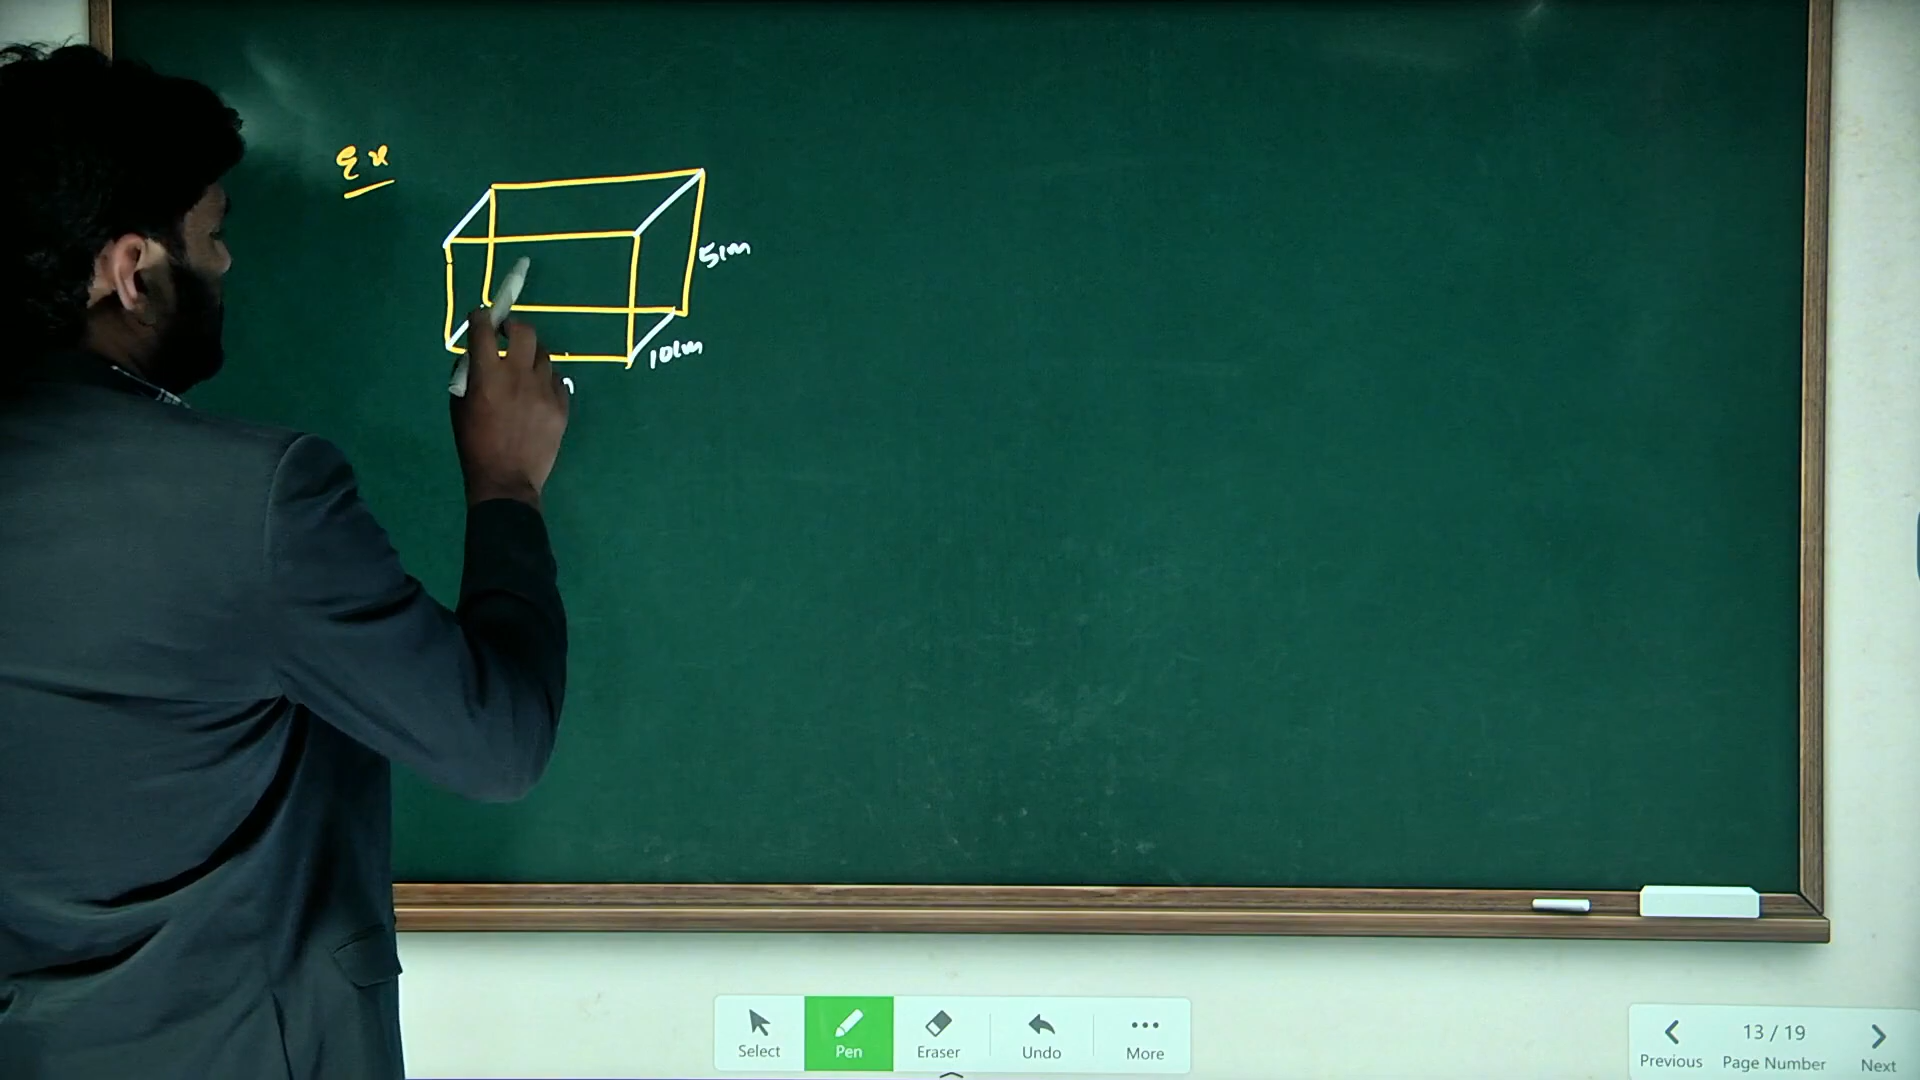 Ex
5cm
10cm
Select
Pen
Eraser
Undo
More
13 / 19
Previous
Page Number
Next